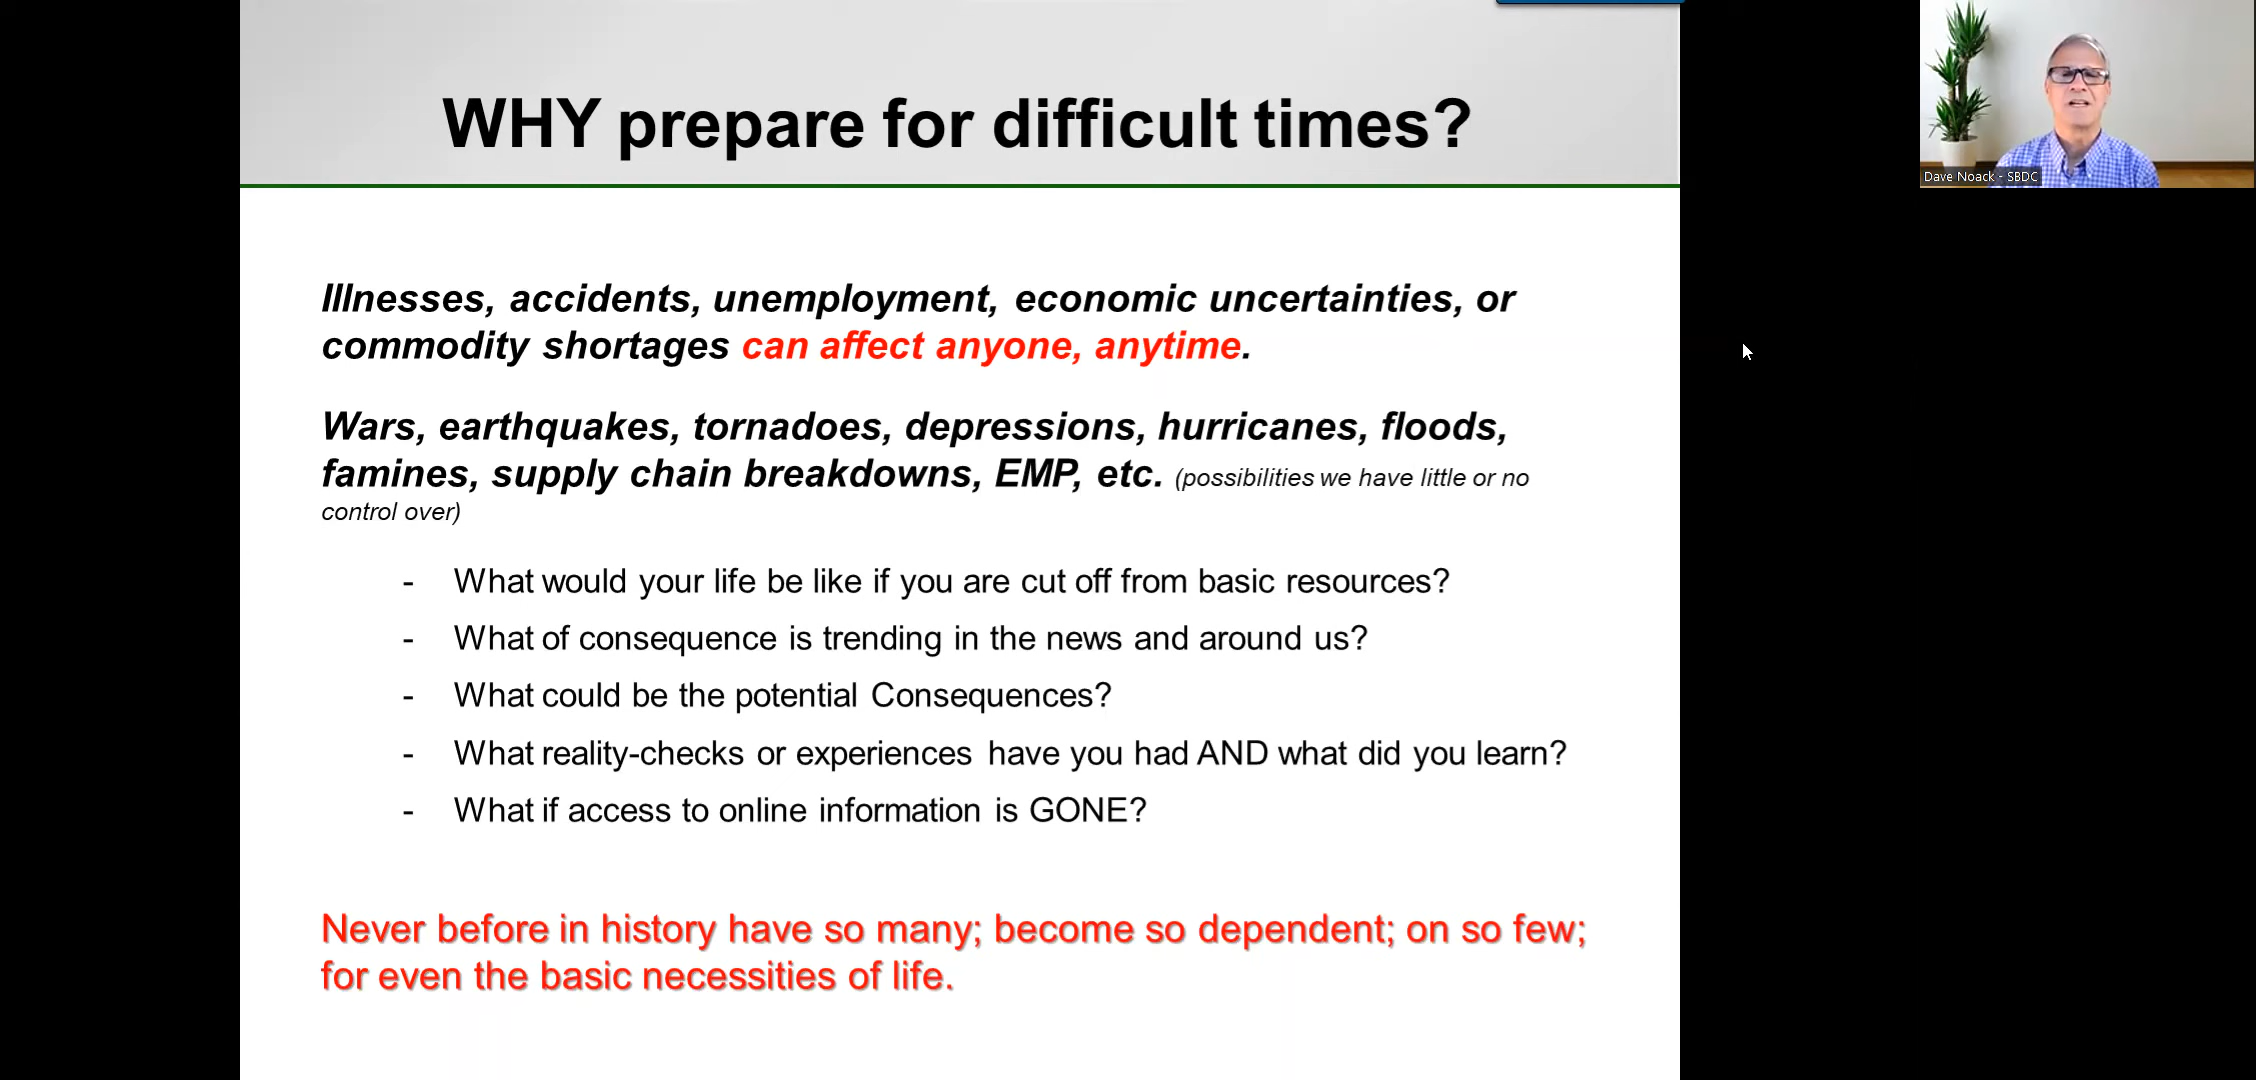 WHY prepare for difficult times?
Dave Noack - SBDC
Illnesses, accidents, unemployment, economic uncertainties, or
commodity shortages can affect anyone, anytime.
Wars, earthquakes, tornadoes, depressions, hurricanes, floods,
famines, supply chain breakdowns, EMP, etc. (possibilities we have little or no
control over)
- What would your life be like if you are cut off from basic resources?
- What of consequence is trending in the news and around us?
- What could be the potential Consequences?
- What reality-checks or experiences have you had AND what did you learn?
- What if access to online information is GONE?
Never before in history have so many; become so dependent; on so few;
for even the basic necessities of life.